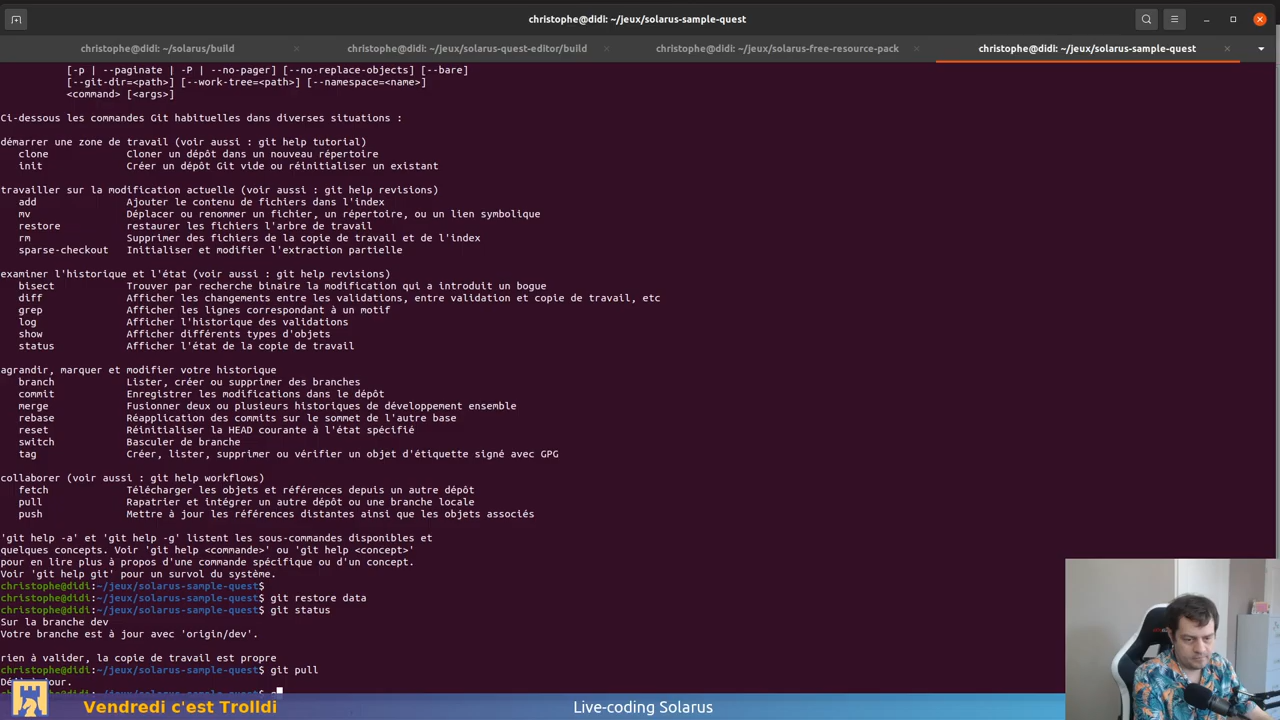 christophe@didi: ~/jeux/solarus-sample-quest
christophe@didi: ~/solarus/build
christophe@didi: ~/jeux/solarus-quest-editor/build
christophe@didi: ~/jeux/solarus-free-resource-pack
christophe@didi: ~/jeux/solarus-sample-quest
[-p | --paginate | -P | --no-pager] [--no-replace-objects] [--bare]
[--git-dir=<path>] [--work-tree=<path>] [--namespace=<name>]
<command> [<args>]
Ci-dessous les commandes Git habituelles dans diverses situations :
démarrer une zone de travail (voir aussi : git help tutorial)
clone Cloner un dépôt dans un nouveau répertoire
init Créer un dépôt Git vide ou réinitialiser un existant
travailler sur la modification actuelle (voir aussi : git help revisions)
add Ajouter le contenu de fichiers dans l'index
mv Déplacer ou renommer un fichier, un répertoire, ou un lien symbolique
restore restaurer les fichiers l'arbre de travail
rm Supprimer des fichiers de la copie de travail et de l'index
sparse-checkout Initialiser et modifier l'extraction partielle
examiner l'historique et l'état (voir aussi : git help revisions)
bisect Trouver par recherche binaire la modification qui a introduit un bogue
diff Afficher les changements entre les validations, entre validation et copie de travail, etc
grep Afficher les lignes correspondant à un motif
log Afficher l'historique des validations
show Afficher différents types d'objets
status Afficher l'état de la copie de travail
agrandir, marquer et modifier votre historique
branch Lister, créer ou supprimer des branches
commit Enregistrer les modifications dans le dépôt
merge Fusionner deux ou plusieurs historiques de développement ensemble
rebase Réapplication des commits sur le sommet de l'autre base
reset Réinitialiser la HEAD courante à l'état spécifié
switch Basculer de branche
tag Créer, lister, supprimer ou vérifier un objet d'étiquette signé avec GPG
collaborer (voir aussi : git help workflows)
fetch Télécharger les objets et références depuis un autre dépôt
pull Rapatrier et intégrer un autre dépôt ou une branche locale
push Mettre à jour les références distantes ainsi que les objets associés
'git help -a' et 'git help -g' listent les sous-commandes disponibles et
quelques concepts. Voir 'git help <commande>' ou 'git help <concept>'
pour en lire plus à propos d'une commande spécifique ou d'un concept.
Voir 'git help git' pour un survol du système.
christophe@didi:~/jeux/solarus-sample-quest$
christophe@didi:~/jeux/solarus-sample-quest$ git restore data
christophe@didi:~/jeux/solarus-sample-quest$ git status
Sur la branche dev
Votre branche est à jour avec 'origin/dev'.
rien à valider, la copie de travail est propre
christophe@didi:~/jeux/solarus-sample-quest$ git pull
jour.
Vendredi c'est Trolldi
Live-coding Solarus